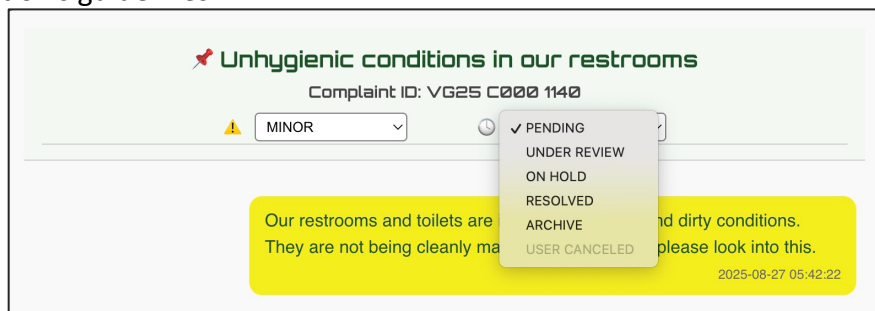 Unhygienic conditions in our restrooms
Complaint ID: VG25 C000 1140
MINOR
PENDING
UNDER REVIEW
ON HOLD
RESOLVED
ARCHIVE
USER CANCELED
Our restrooms and toilets are nd dirty conditions.
They are not being cleanly ma please look into this.
2025-08-27 05:42:22